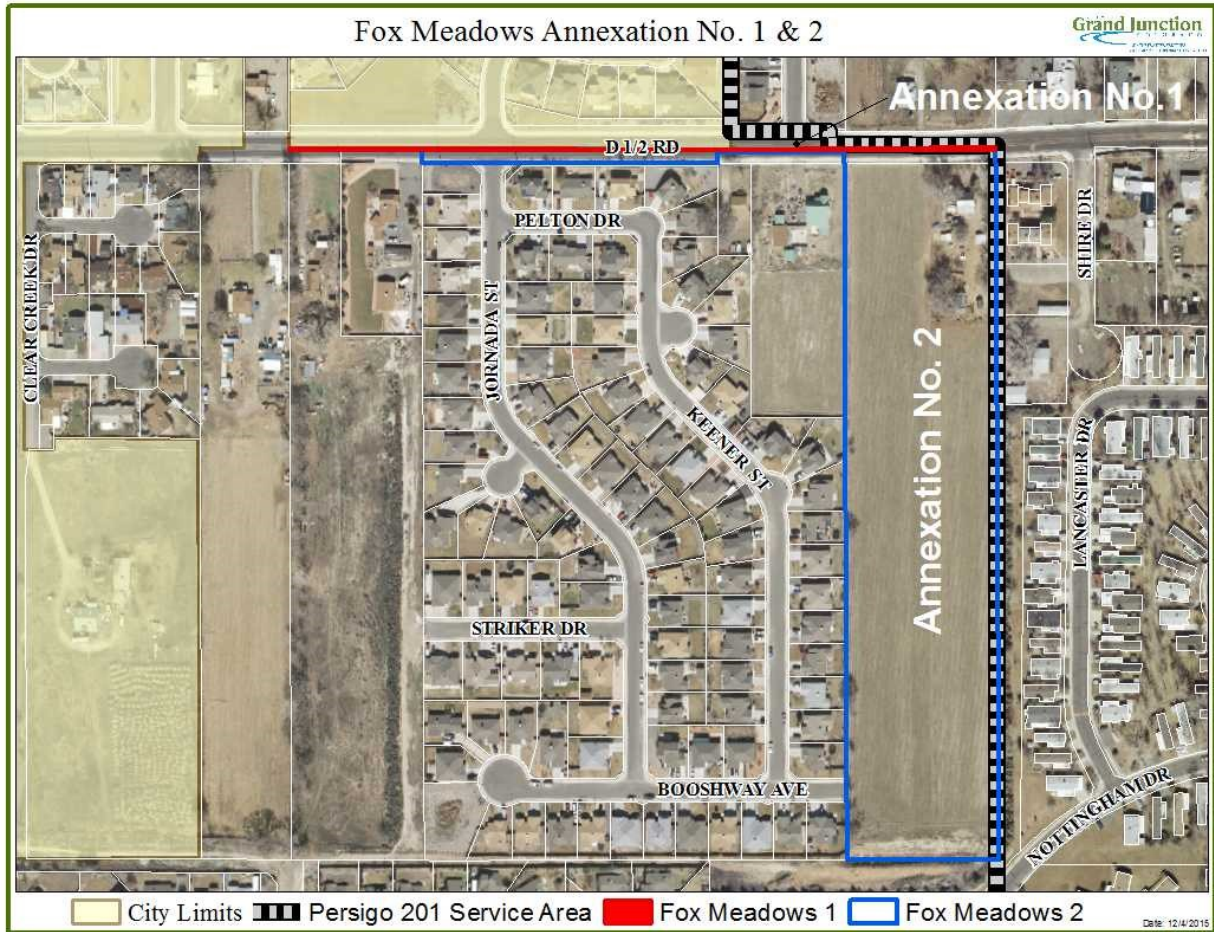 Fox Meadows Annexation No. 1 & 2
Grand Junction
COLORADO
Annexation No.1
D 1/2 RD
PELTON DR
CLEAR CREEK DR
JORNADA ST
SHIRE DR
KEENER ST
Annexation No. 2
LANCASTER DR
STRIKER DR
BOOSHWAY AVE
NOTTINGHAM DR
City Limits
Persigo 201 Service Area
Fox Meadows 1
Fox Meadows 2
Date: 12/4/2015